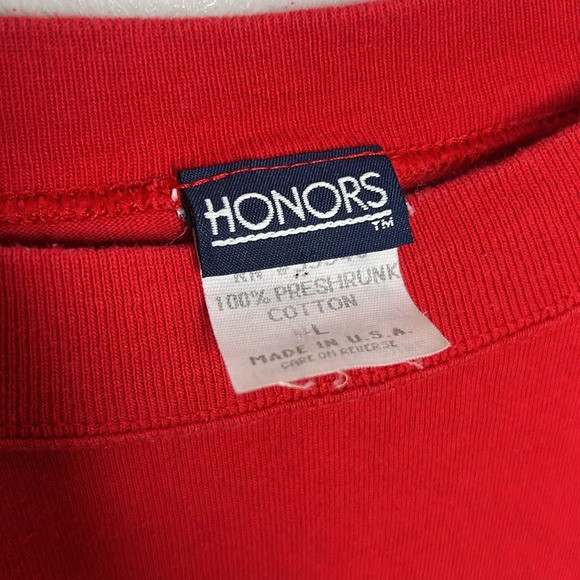 HONORS
TM
100% PRESHRUNK
COTTON
L
MADE IN U.S.A.
CARE ON REVERSE